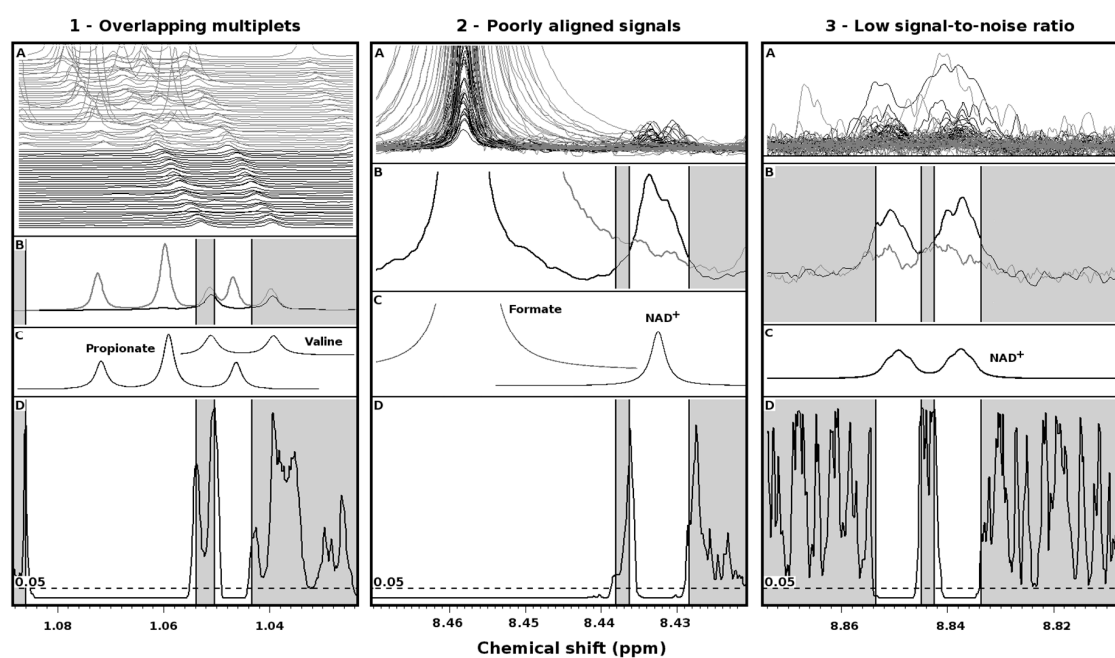 1 - Overlapping multiplets
2 - Poorly aligned signals
3 - Low signal-to-noise ratio
A
A
A
B
B
B
C
Propionate
Valine
C
Formate
NAD+
C
NAD+
D
D
D
0.05
0.05
0.05
1.08 1.06 1.04
8.46 8.45 8.44 8.43
8.86 8.84 8.82
Chemical shift (ppm)